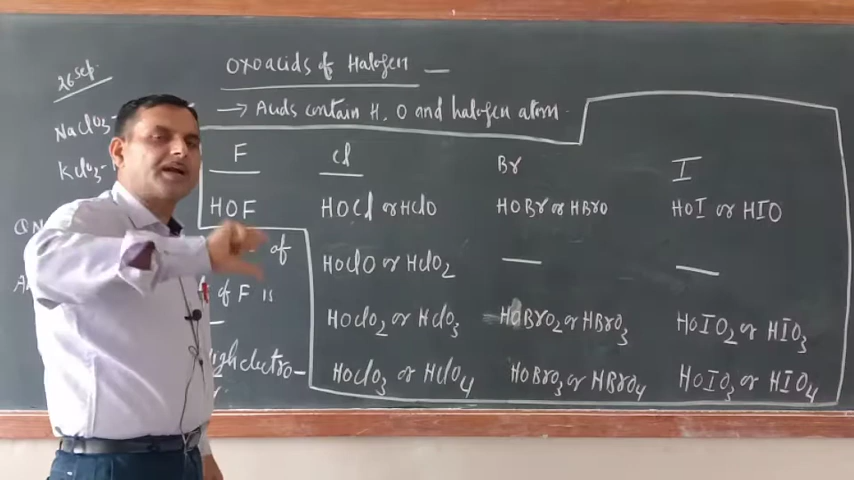 26 Sep.
Oxoacids of Halogen
→ Acids contain H, O and halogen atom
NaClO3-
KClO3-
F Cl Br I
HOF HOCl or HClO HOBr or HBrO HOI or HIO
of HOClO or HClO2 — —
of F is HOClO2 or HClO3 HOBrO2 or HBrO3 HOIO2 or HIO3
high electro- HOClO3 or HClO4 HOBrO3 or HBrO4 HOIO3 or HIO4